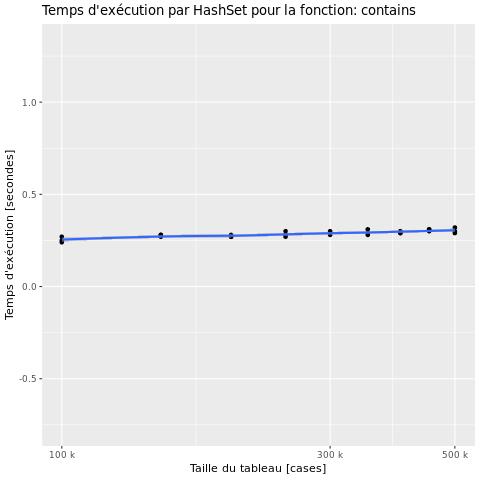 Temps d'exécution par HashSet pour la fonction: contains
Temps d'exécution [secondes]
1.0
0.5
0.0
-0.5
100 k
300 k
500 k
Taille du tableau [cases]